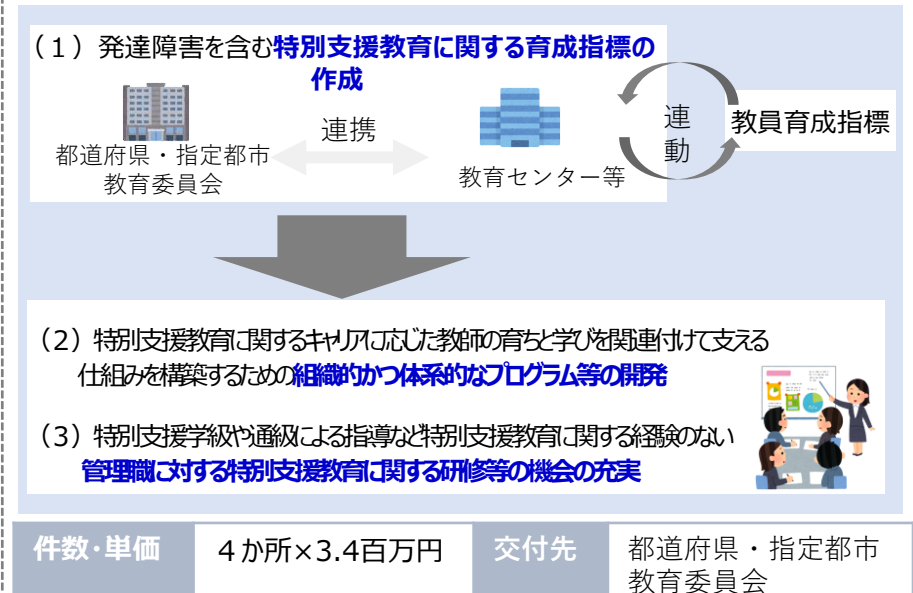 （１）発達障害を含む特別支援教育に関する育成指標の
作成
連携
都道府県・指定都市
教育委員会
教育センター等
連
動
教員育成指標
（2）特別支援教育に関するキャリアに応じた教師の育ちと学びを関連付けて支える
仕組みを構築するための組織的かつ体系的なプログラム等の開発
（3）特別支援学級や通級による指導など特別支援教育に関する経験のない
管理職に対する特別支援教育に関する研修等の機会の充実
件数・単価
４か所×3.4百万円
交付先
都道府県・指定都市
教育委員会